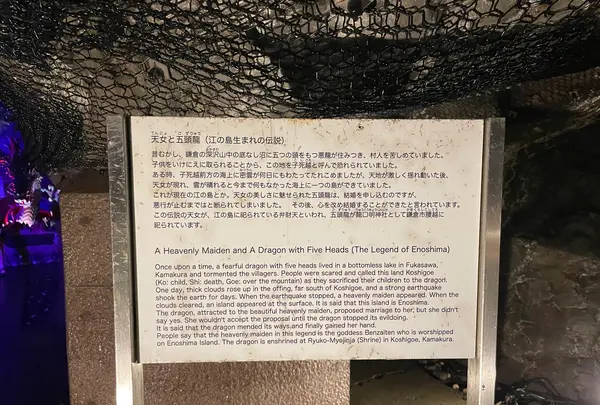 てんにょ ごずりゅう
天女と五頭龍（江の島生まれの伝説）
昔むかし、鎌倉の深沢山中の底なし沼に五つの頭をもつ悪龍が住みつき、村人を苦しめていました。
子供をいけにえに取られることから、この地を子死越と呼んで恐れられていました。
ある時、子死越前方の海上に密雲が何日にもわたってたれこめましたが、天地が激しく揺れ動いた後、
天女が現れ、雲が晴れると今まで何もなかった海上に一つの島ができていました。
これが現在の江の島とか。天女の美しさに魅せられた五頭龍は、結婚を申し込むのですが、
悪行が止むまではと断られてしまいました。 その後、心を改め結婚することができたと言われています。
この伝説の天女が、江の島に祀られている弁財天といわれ、五頭龍が龍口明神社として鎌倉市腰越に
祀られています。
A Heavenly Maiden and A Dragon with Five Heads (The Legend of Enoshima)
Once upon a time, a fearful dragon with five heads lived in a bottomless lake in Fukasawa,
Kamakura and tormented the villagers. People were scared and called this land Koshigoe
(Ko: child, Shi: death, Goe: over the mountain) as they sacrificed their children to the dragon.
One day, thick clouds rose up in the offing, far south of Koshigoe, and a strong earthquake
shook the earth for days. When the earthquake stopped, a heavenly maiden appeared. When the
clouds cleared, an island appeared at the surface. It is said that this island is Enoshima.
The dragon, attracted to the beautiful heavenly maiden, proposed marriage to her, but she didn't
say yes. She wouldn't accept the proposal until the dragon stopped its evildoing.
It is said that the dragon mended its ways and finally gained her hand.
People say that the heavenly maiden in this legend is the goddess Benzaiten who is worshipped
on Enoshima Island. The dragon is enshrined at Ryuko-Myojinja (Shrine) in Koshigoe, Kamakura.